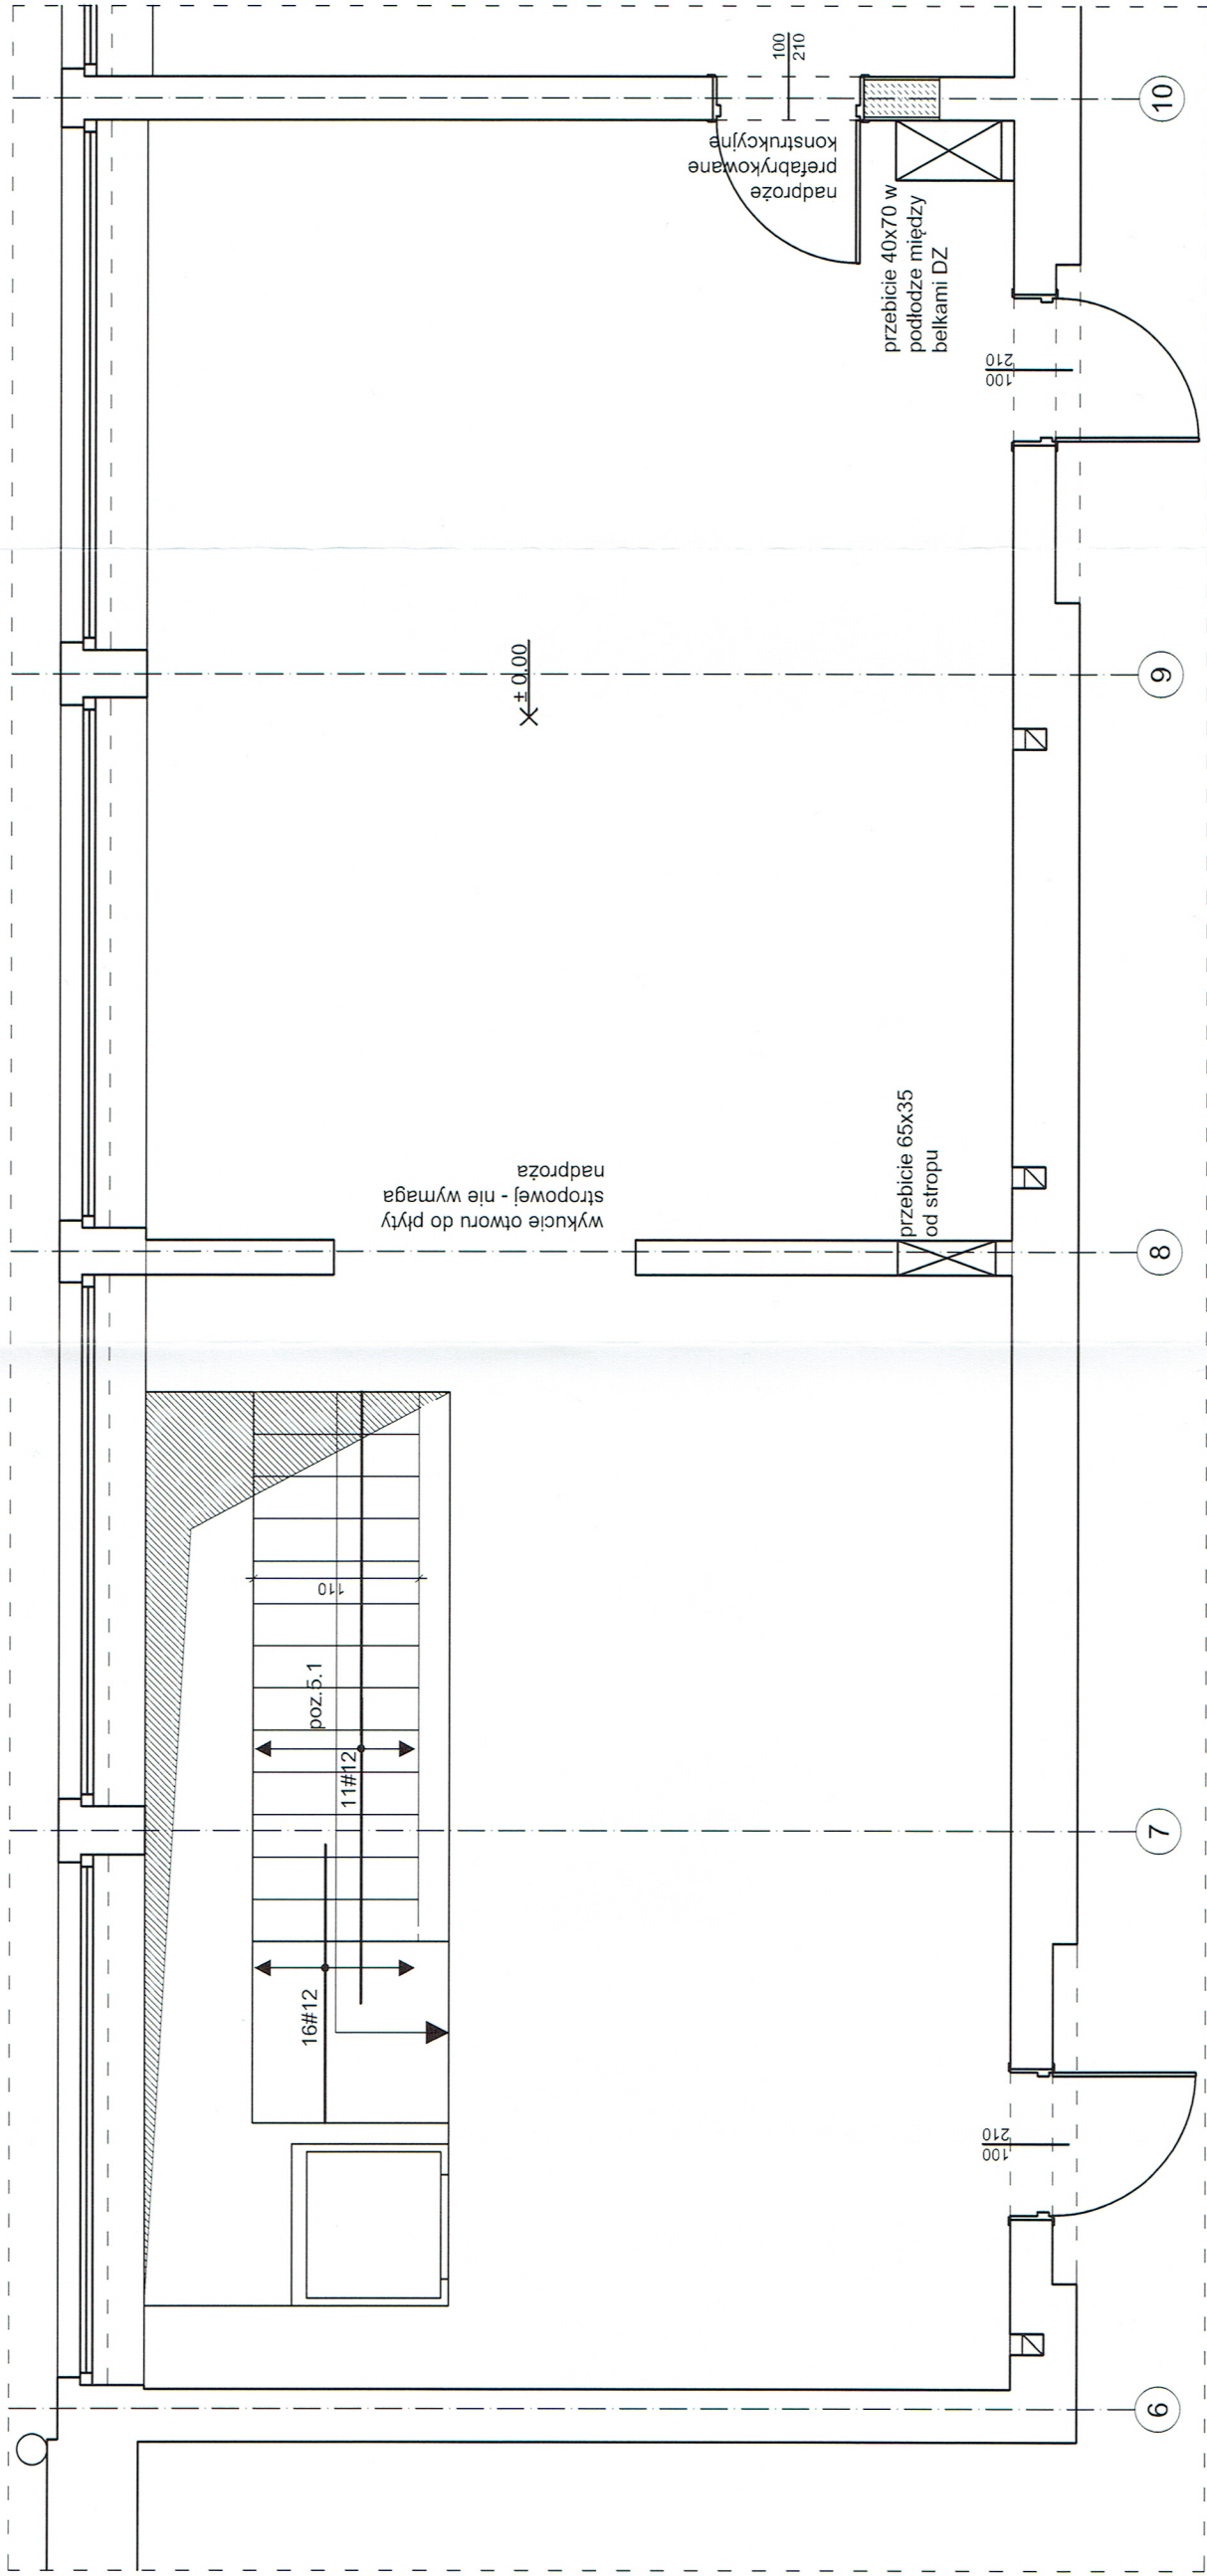 100
210
10
nadproże
prefabrykowane
konstrukcyjne
przebicie 40x70 w
podłodze między
belkami DZ
100
210
± 0.00
9
wykucie otworu do płyty
stropowej - nie wymaga
nadproża
przebicie 65x35
od stropu
8
110
poz.5.1
11#12
7
16#12
100
210
6